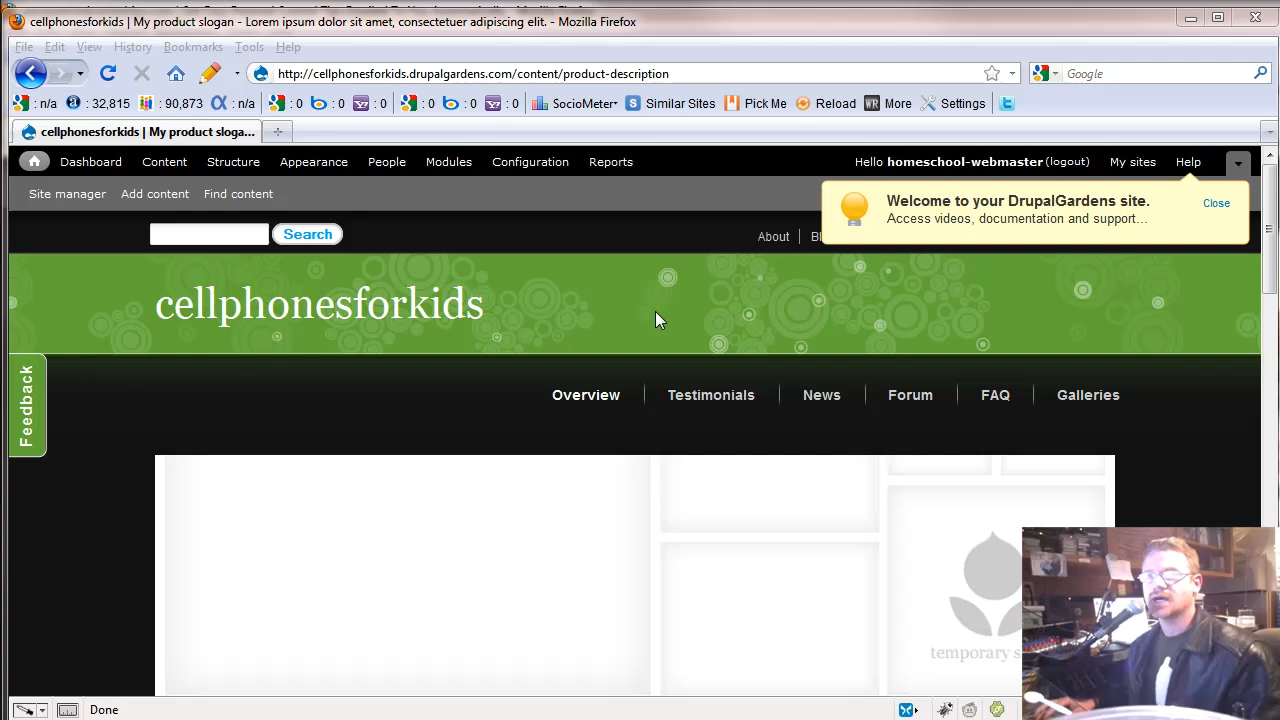 cellphonesforkids | My product slogan - Lorem ipsum dolor sit amet, consectetuer adipiscing elit. - Mozilla Firefox
File Edit View History Bookmarks Tools Help
http://cellphonesforkids.drupalgardens.com/content/product-description
Google
: n/a : 32,815 : 90,873 : n/a : 0 : 0 : 0 : 0 : 0 : 0 SocioMeter Similar Sites Pick Me Reload WR More Settings
cellphonesforkids | My product sloga...
Dashboard Content Structure Appearance People Modules Configuration Reports Hello homeschool-webmaster (logout) My sites Help
Site manager Add content Find content
Welcome to your DrupalGardens site. Close
Access videos, documentation and support...
Search About
cellphonesforkids
Feedback
Overview Testimonials News Forum FAQ Galleries
temporary
Done